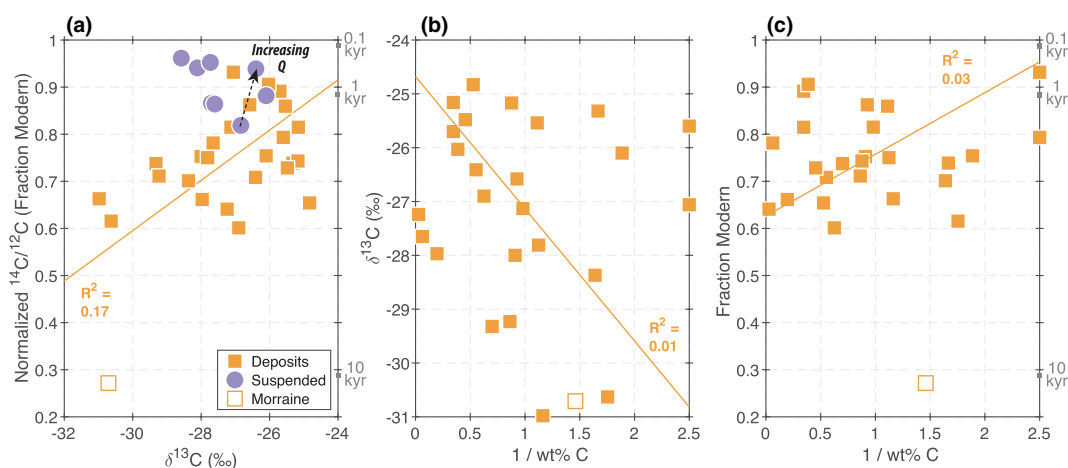 (a)
Normalized ¹⁴C/¹²C (Fraction Modern)
1
0.9
0.8
0.7
0.6
0.5
0.4
0.3
0.2
-32
-30
-28
-26
-24
δ¹³C (‰)
Increasing
Q
R² =
0.17
Deposits
Suspended
Morraine
0.1
kyr
1
kyr
10
kyr
(b)
δ¹³C (‰)
-24
-25
-26
-27
-28
-29
-30
-31
0
0.5
1
1.5
2
2.5
1 / wt% C
R² =
0.01
(c)
Fraction Modern
1
0.9
0.8
0.7
0.6
0.5
0.4
0.3
0.2
0
0.5
1
1.5
2
2.5
1 / wt% C
R² =
0.03
0.1
kyr
1
kyr
10
kyr